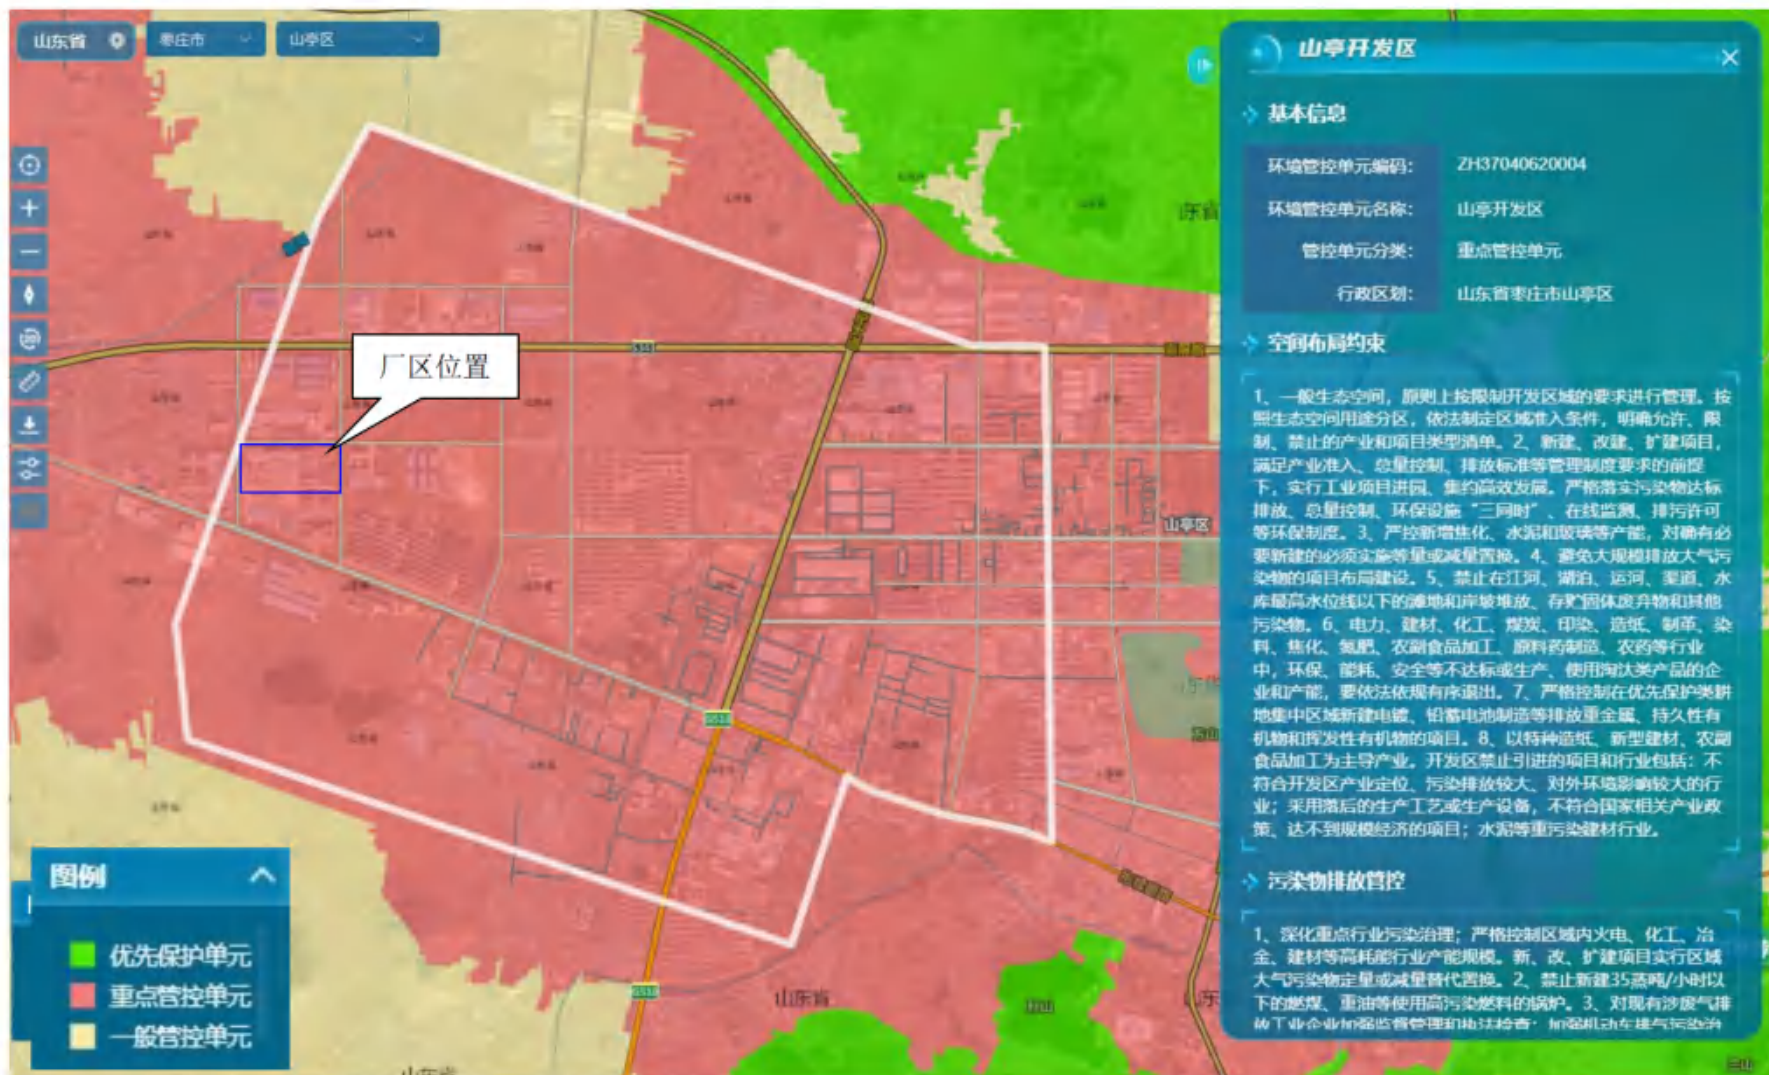 山东省
枣庄市
山亭区
山亭开发区
基本信息
环境管控单元编码： ZH37040620004
环境管控单元名称： 山亭开发区
管控单元分类： 重点管控单元
行政区划： 山东省枣庄市山亭区
空间布局约束
1、一般生态空间，原则上按限制开发区域的要求进行管理。按
照生态空间用途分区，依法制定区域准入条件，明确允许、限
制、禁止的产业和项目类型清单。2、新建、改建、扩建项目，
满足产业准入、总量控制、排放标准等管理制度要求的前提
下，实行工业项目进园、集约高效发展。严格落实污染物达标
排放、总量控制、环保设施“三同时”、在线监测、排污许可
等环保制度。3、严控新增焦化、水泥和玻璃等产能，对确有必
要新建的必须实施等量或减量置换。4、避免大规模排放大气污
染物的项目布局建设。5、禁止在江河、湖泊、运河、渠道、水
库最高水位线以下的滩地和岸坡堆放、存贮固体废弃物和其他
污染物。6、电力、建材、化工、煤炭、印染、造纸、制革、染
料、焦化、氮肥、农副食品加工、原料药制造、农药等行业
中，环保、能耗、安全等不达标或生产、使用淘汰类产品的企
业和产能，要依法依规有序退出。7、严格控制在优先保护类耕
地集中区域新建电镀、铅蓄电池制造等排放重金属、持久性有
机物和挥发性有机物的项目。8、以特种造纸、新型建材、农副
食品加工为主导产业。开发区禁止引进的项目和行业包括：不
符合开发区产业定位、污染排放较大、对外环境影响较大的行
业；采用落后的生产工艺或生产设备，不符合国家相关产业政
策、达不到规模经济的项目；水泥等重污染建材行业。
污染物排放管控
1、深化重点行业污染治理；严格控制区域内火电、化工、冶
金、建材等高耗能行业产能规模。新、改、扩建项目实行区域
大气污染物定量或减量替代置换。2、禁止新建35蒸吨/小时以
下的燃煤、重油等使用高污染燃料的锅炉。3、对现有涉废气排
放工业企业加强监督管理和执法检查；加强机动车排气污染治
厂区位置
山亭区
G518
G518
山东省
图例
优先保护单元
重点管控单元
一般管控单元